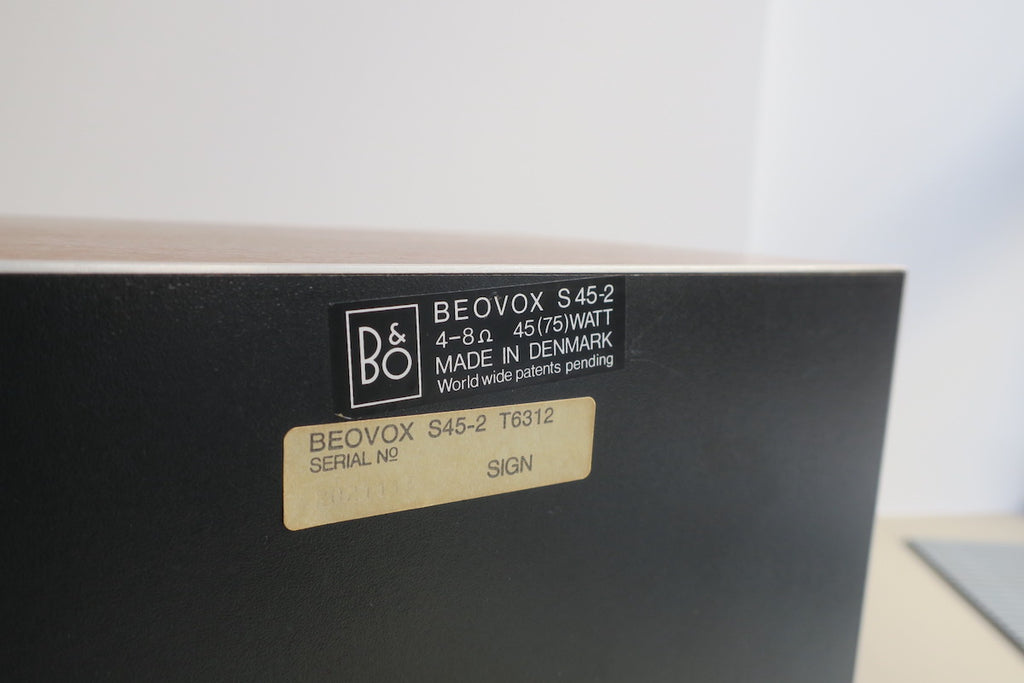 B&O
BEOVOX S 45-2
4-8Ω 45(75)WATT
MADE IN DENMARK
World wide patents pending
BEOVOX S45-2 T6312
SERIAL Nº
SIGN